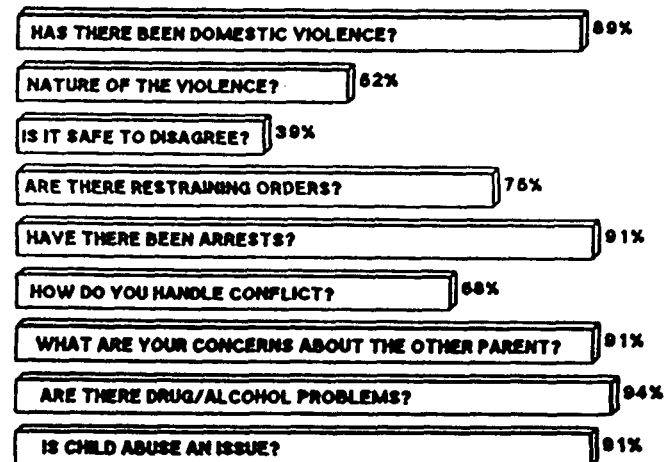 HAS THERE BEEN DOMESTIC VIOLENCE? 89%
NATURE OF THE VIOLENCE? 52%
IS IT SAFE TO DISAGREE? 39%
ARE THERE RESTRAINING ORDERS? 75%
HAVE THERE BEEN ARRESTS? 91%
HOW DO YOU HANDLE CONFLICT? 68%
WHAT ARE YOUR CONCERNS ABOUT THE OTHER PARENT? 91%
ARE THERE DRUG/ALCOHOL PROBLEMS? 94%
IS CHILD ABUSE AN ISSUE? 91%